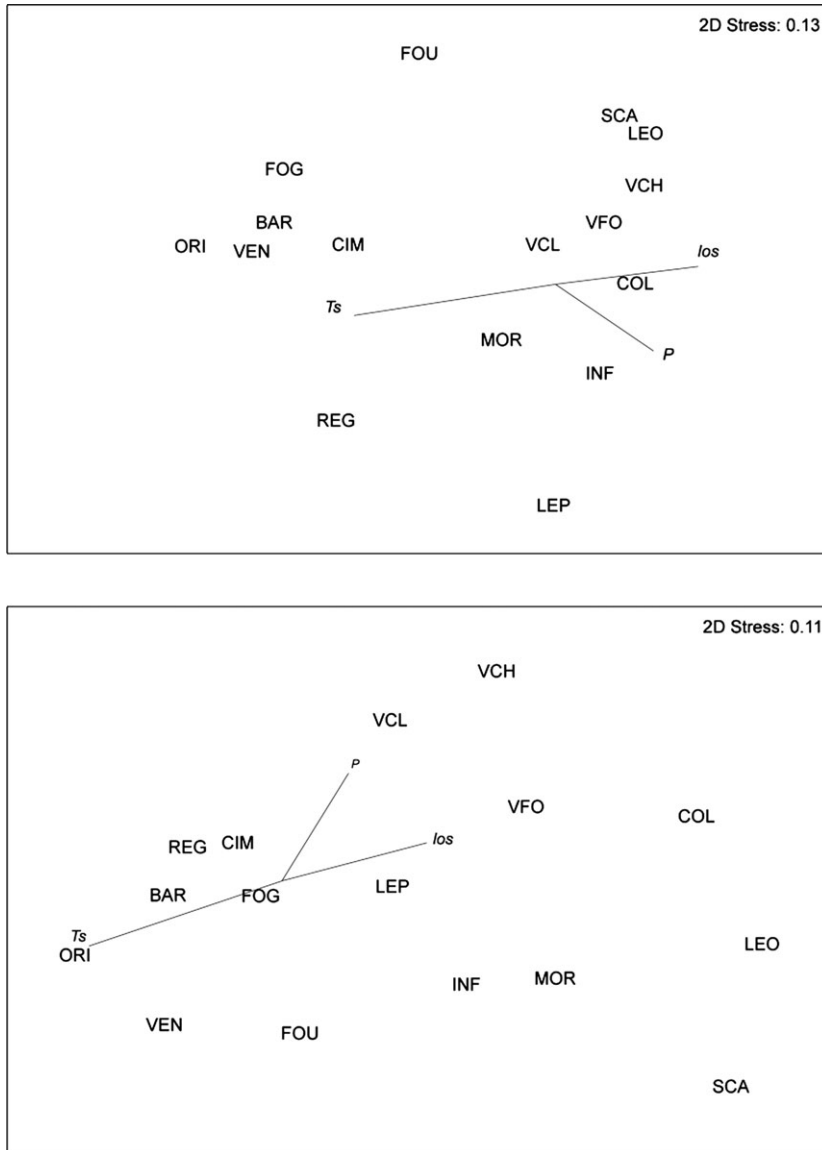 2D Stress: 0.13
FOU
SCA
LEO
FOG
VCH
BAR
VFO
ORI
VEN
CIM
VCL
Ios
COL
Ts
MOR
P
INF
REG
LEP
2D Stress: 0.11
VCH
VCL
P
VFO
COL
REG
CIM
Ios
BAR
FOG
LEP
Ts
ORI
LEO
INF
MOR
VEN
FOU
SCA